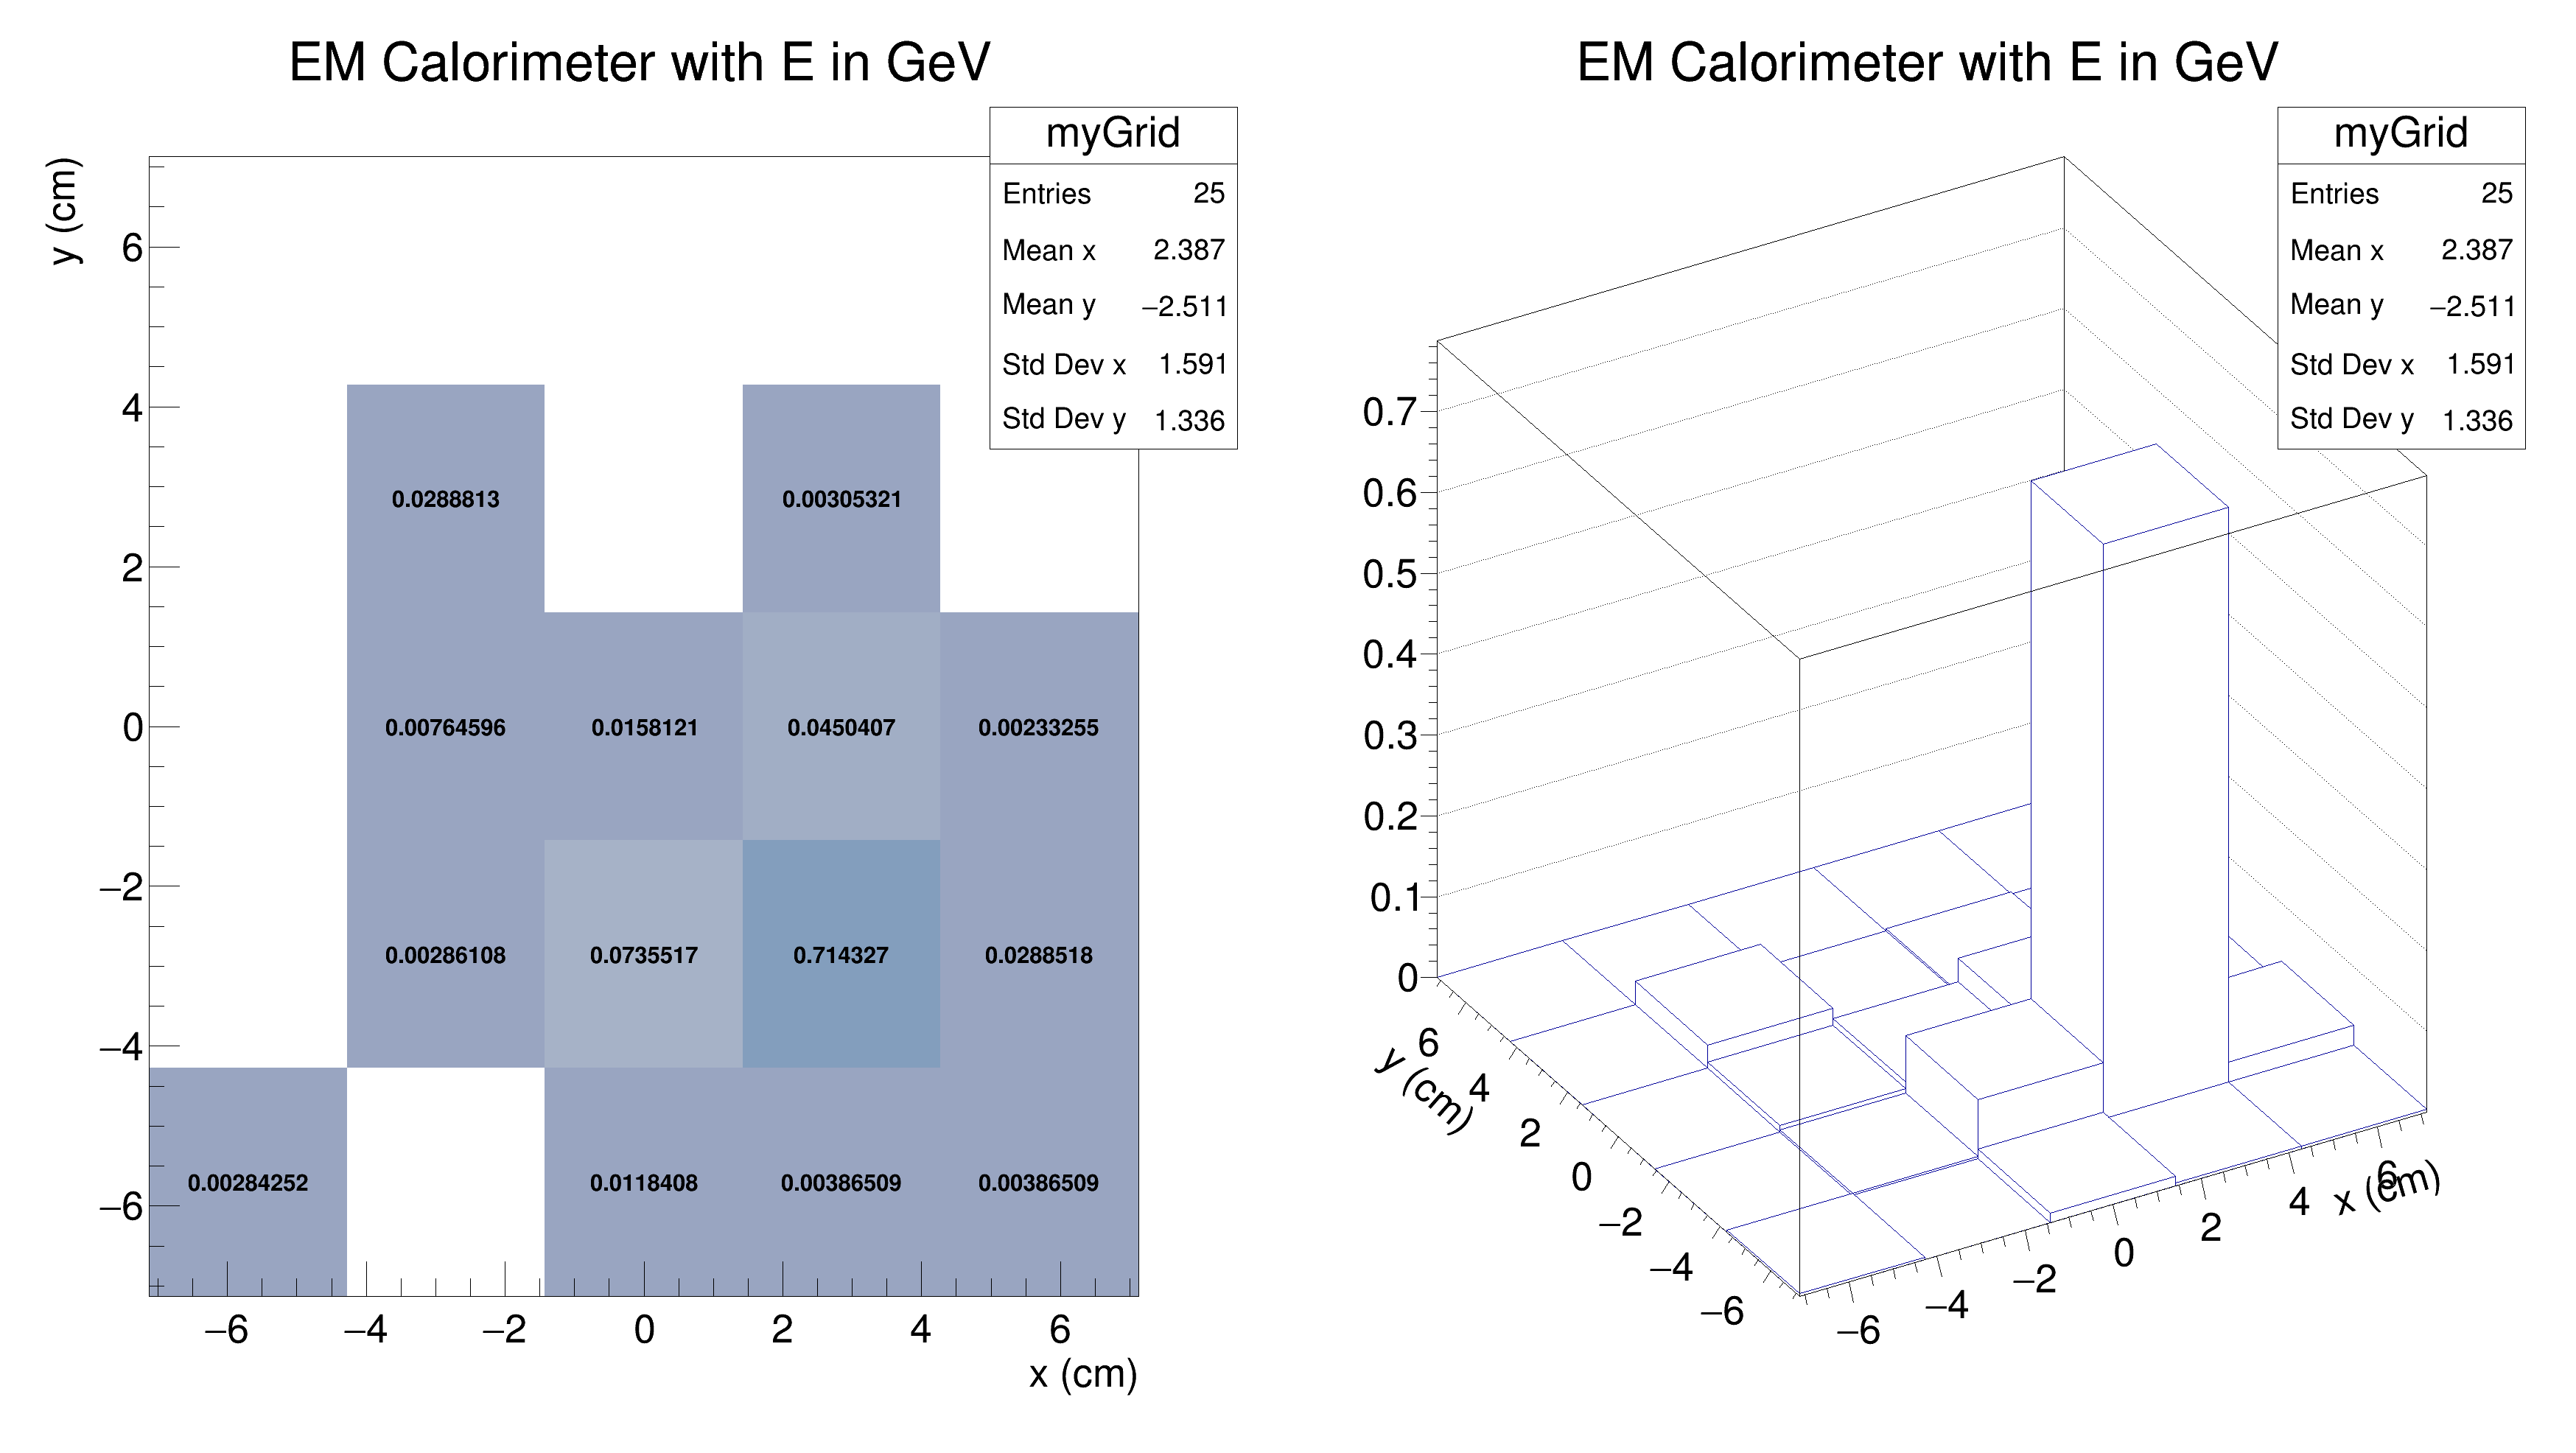 EM Calorimeter with E in GeV
myGrid
Entries 25
Mean x 2.387
Mean y −2.511
Std Dev x 1.591
Std Dev y 1.336
y (cm)
6
4
2
0
−2
−4
−6
0.0288813 0.00305321
0.00764596 0.0158121 0.0450407 0.00233255
0.00286108 0.0735517 0.714327 0.0288518
0.00284252 0.0118408 0.00386509 0.00386509
−6 −4 −2 0 2 4 6
x (cm)
EM Calorimeter with E in GeV
myGrid
Entries 25
Mean x 2.387
Mean y −2.511
Std Dev x 1.591
Std Dev y 1.336
0.7
0.6
0.5
0.4
0.3
0.2
0.1
0
6
4
2
0
−2
−4
−6
y (cm)
−6
−4
−2
0
2
4
6
x (cm)